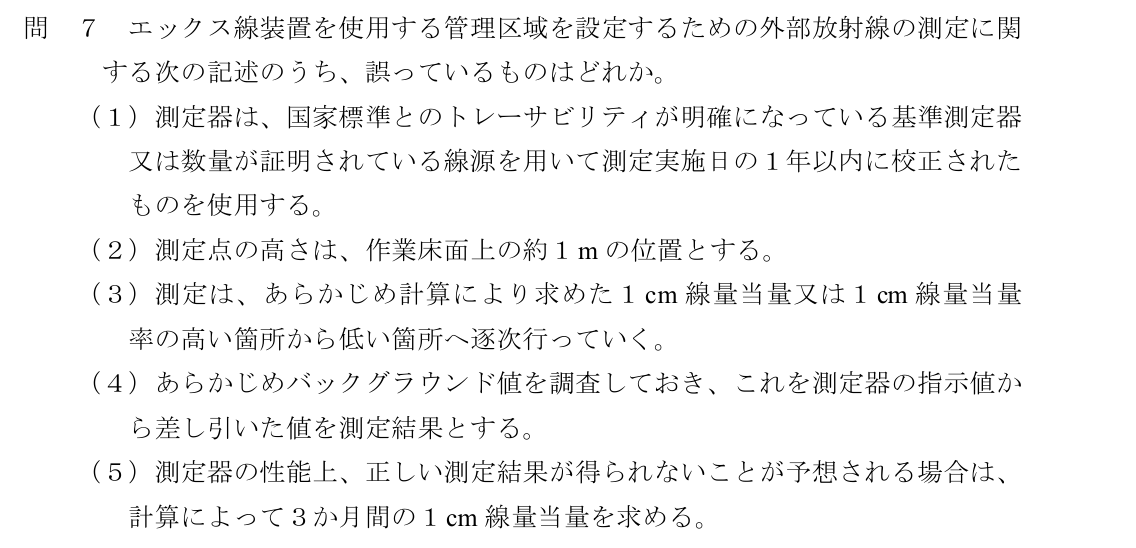 問　７　エックス線装置を使用する管理区域を設定するための外部放射線の測定に関
する次の記述のうち、誤っているものはどれか。
（１）測定器は、国家標準とのトレーサビリティが明確になっている基準測定器
又は数量が証明されている線源を用いて測定実施日の１年以内に校正された
ものを使用する。
（２）測定点の高さは、作業床面上の約１ m の位置とする。
（３）測定は、あらかじめ計算により求めた１ cm 線量当量又は１ cm 線量当量
率の高い箇所から低い箇所へ逐次行っていく。
（４）あらかじめバックグラウンド値を調査しておき、これを測定器の指示値か
ら差し引いた値を測定結果とする。
（５）測定器の性能上、正しい測定結果が得られないことが予想される場合は、
計算によって３か月間の１ cm 線量当量を求める。